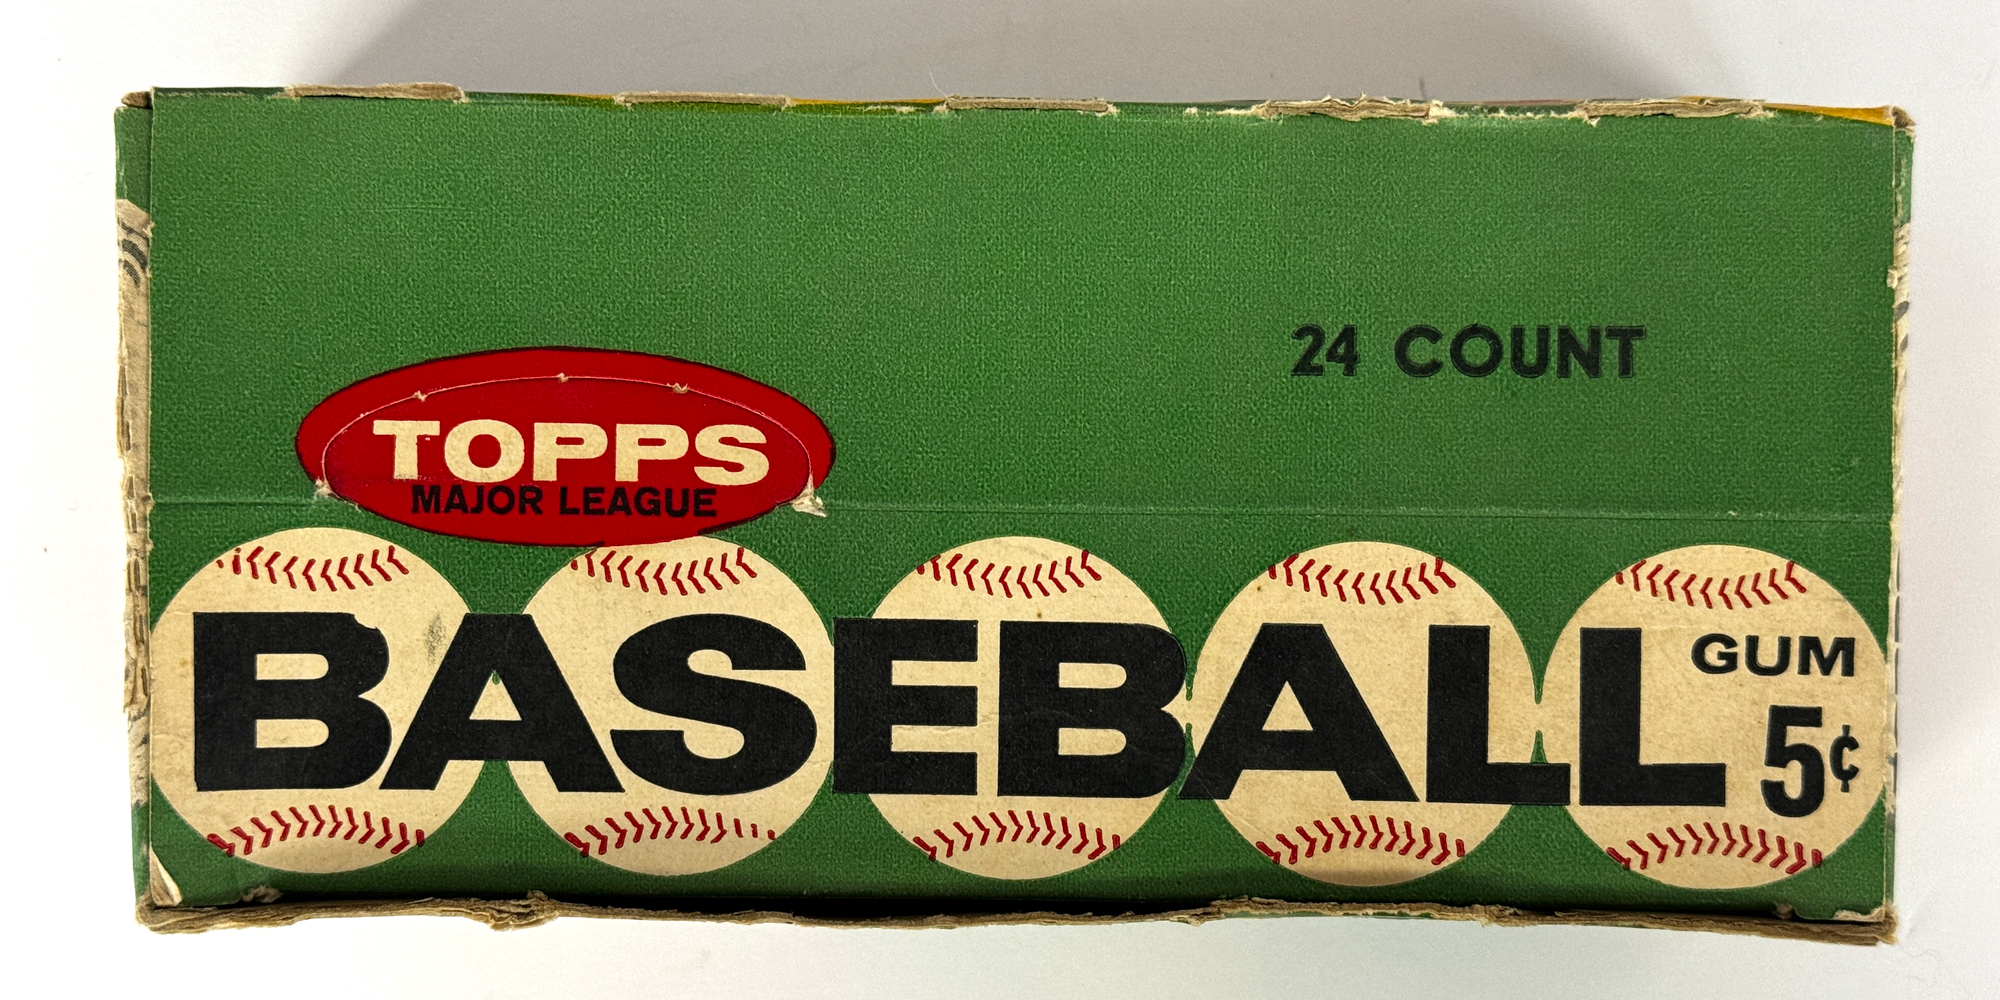 24 COUNT
TOPPS
MAJOR LEAGUE
BASEBALL
GUM
5¢